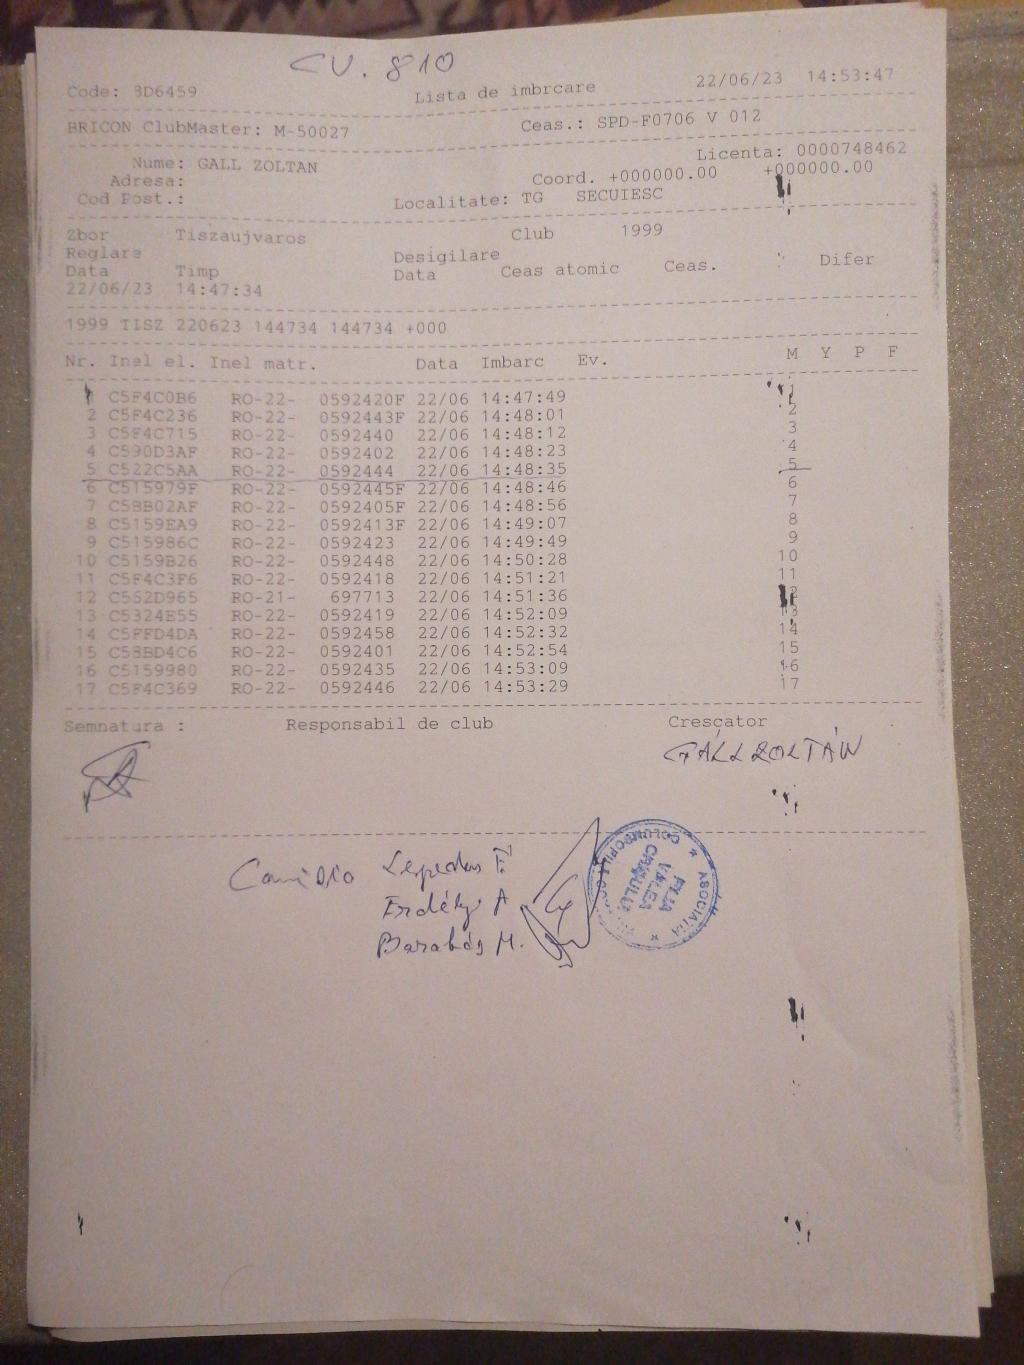 CU. 810
Code: 8D6459 Lista de imbrcare 22/06/23 14:53:47
BRICON ClubMaster: M-50027 Ceas.: SPD-F0706 V 012
Nume: GALL ZOLTAN Licenta: 0000748462
Adresa: Coord. +000000.00 +000000.00
Cod Post.: Localitate: TG SECUIESC
Zbor Tiszaujvaros Club 1999
Reglare Desigilare
Data Timp Data Ceas atomic Ceas. Difer
22/06/23 14:47:34
1999 TISZ 220623 144734 144734 +000
Nr. Inel el. Inel matr. Data Imbarc Ev. M Y P F
1 C5F4C0B6 RO-22- 0592420F 22/06 14:47:49 1
2 C5F4C236 RO-22- 0592443F 22/06 14:48:01 2
3 C5F4C715 RO-22- 0592440 22/06 14:48:12 3
4 C590D3AF RO-22- 0592402 22/06 14:48:23 4
5 C522C5AA RO-22- 0592444 22/06 14:48:35 5
6 C515979F RO-22- 0592445F 22/06 14:48:46 6
7 C5BB02AF RO-22- 0592405F 22/06 14:48:56 7
8 C5159EA9 RO-22- 0592413F 22/06 14:49:07 8
9 C515986C RO-22- 0592423 22/06 14:49:49 9
10 C5159B26 RO-22- 0592448 22/06 14:50:28 10
11 C5F4C3F6 RO-22- 0592418 22/06 14:51:21 11
12 C552D965 RO-21- 697713 22/06 14:51:36
13 C5324E55 RO-22- 0592419 22/06 14:52:09 13
14 C5FFD4DA RO-22- 0592458 22/06 14:52:32 14
15 C58BD4C6 RO-22- 0592401 22/06 14:52:54 15
16 C5159980 RO-22- 0592435 22/06 14:53:09 16
17 C5F4C369 RO-22- 0592446 22/06 14:53:29 17
Semnatura : Responsabil de club Crescator
GÁLL ZOLTÁN
Erdély A
Barabás M.
ASOCIATIA COLUMBOFILA
FILIA
VALEA
CRISULUI